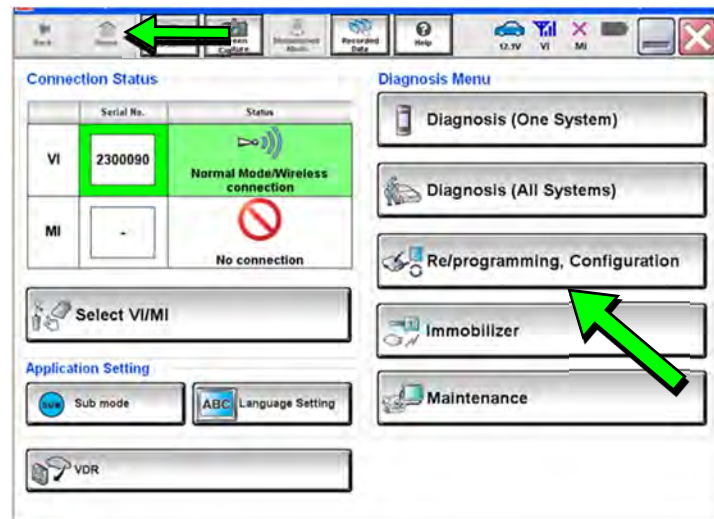 Back
Home
Screen
Capture
Measurement
Mode
Recorded
Data
Help
12.1V
VI
MI
Connection Status
Diagnosis Menu
Serial No.
Status
VI
2300090
Normal Mode/Wireless
connection
MI
-
No connection
Select VI/MI
Application Setting
SUB
Sub mode
ABC
Language Setting
VDR
Diagnosis (One System)
Diagnosis (All Systems)
Re/programming, Configuration
Immobilizer
Maintenance